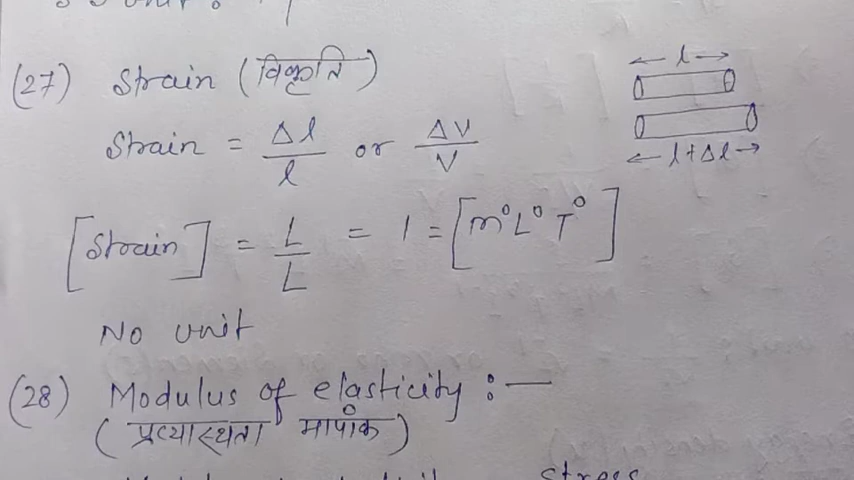 (27) Strain (विकृति)
← l →
Strain = Δl/l or ΔV/V
← l+Δl →
[Strain] = L/L = 1 = [M⁰L⁰T⁰]
No unit
(28) Modulus of elasticity :—
(प्रत्यास्थता मापांक)
stress